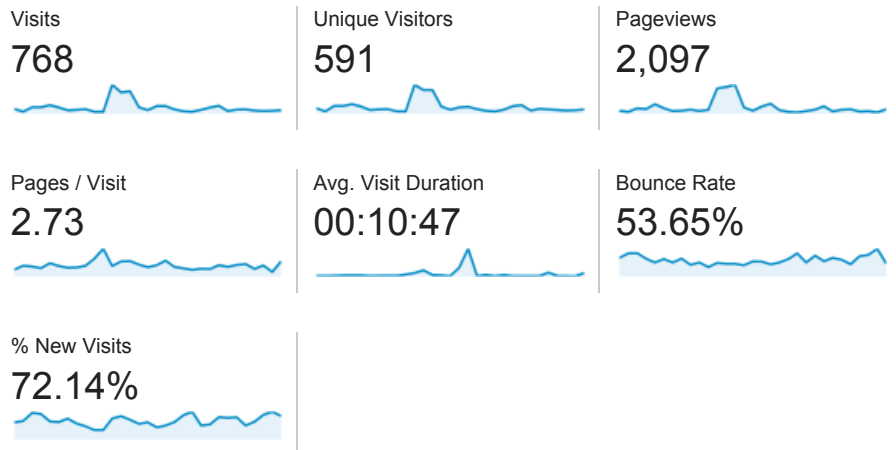 Visits
768
Unique Visitors
591
Pageviews
2,097
Pages / Visit
2.73
Avg. Visit Duration
00:10:47
Bounce Rate
53.65%
% New Visits
72.14%